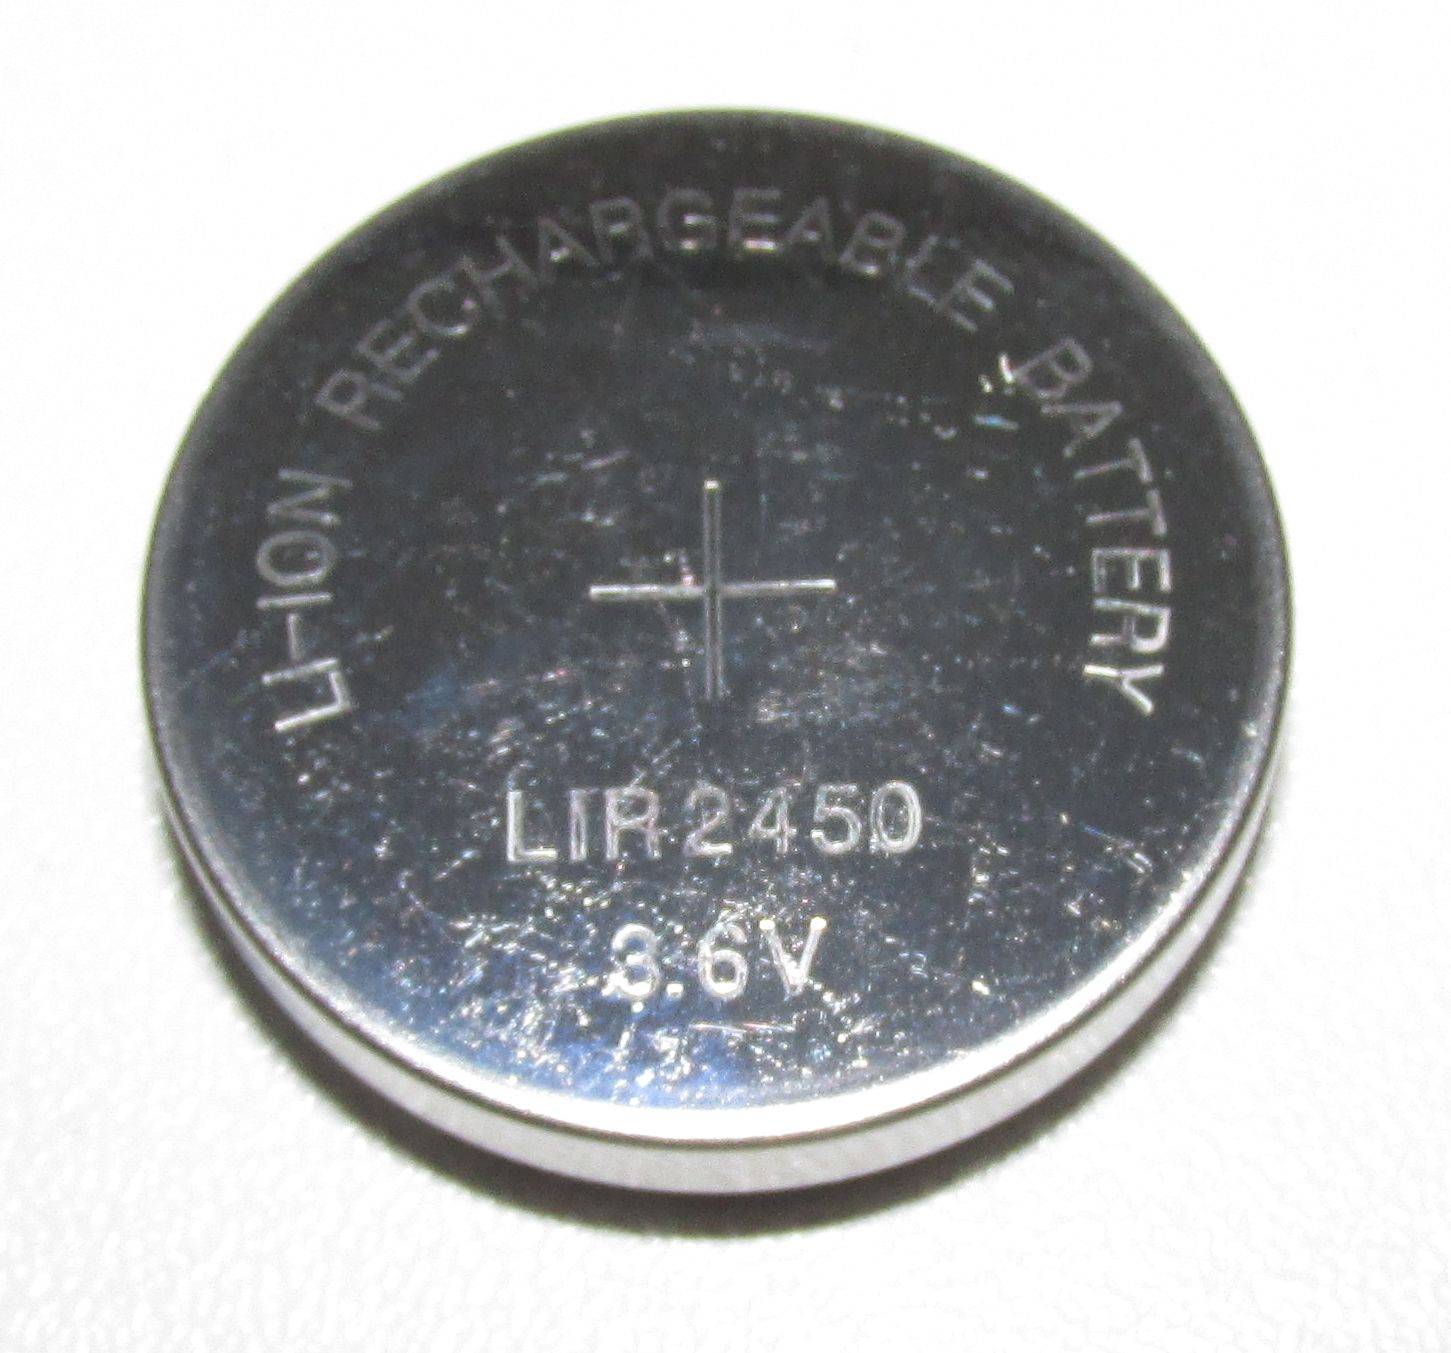 LI-ION RECHARGEABLE BATTERY
+
LIR2450
3.6V